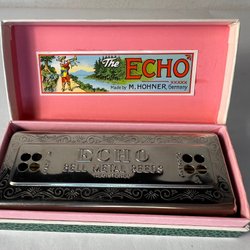 The ECHO
Made by M. HOHNER, Germany
ECHO
BELL METAL REEDS